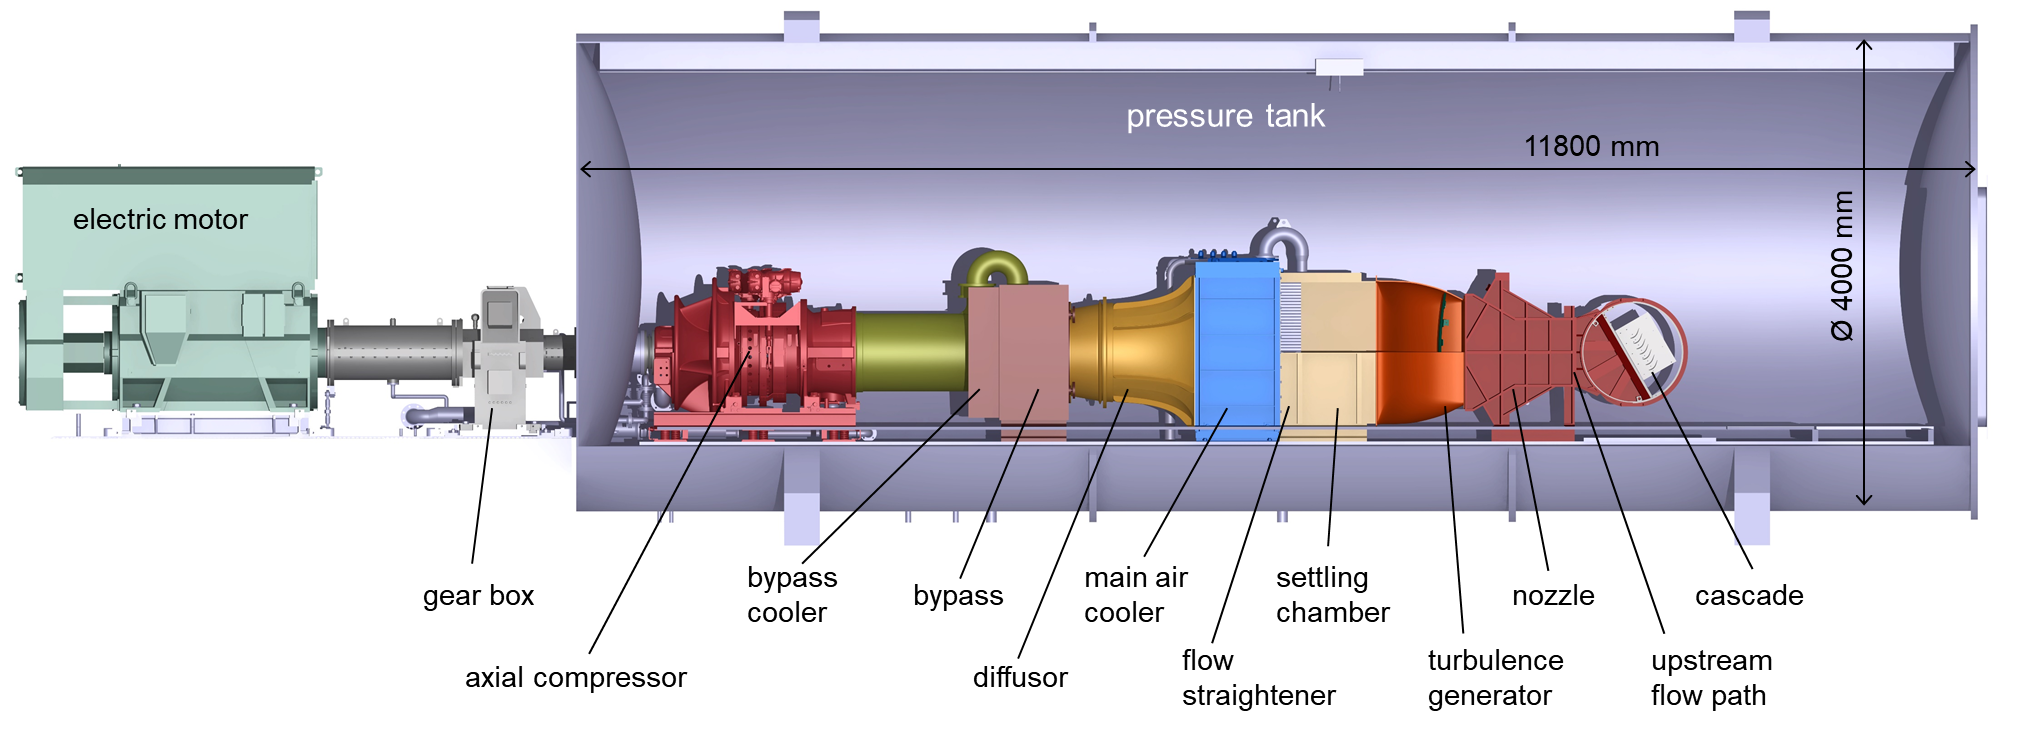 pressure tank
11800 mm
electric motor
Ø 4000 mm
gear box
axial compressor
bypass
cooler
bypass
diffusor
main air
cooler
flow
straightener
settling
chamber
turbulence
generator
nozzle
upstream
flow path
cascade